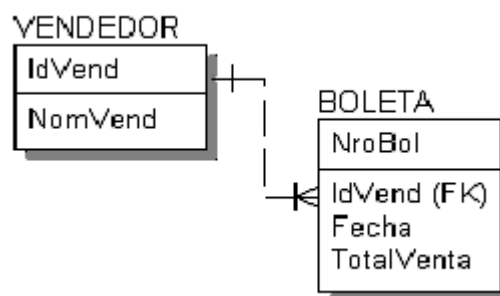 VENDEDOR
IdVend
NomVend
BOLETA
NroBol
IdVend (FK)
Fecha
TotalVenta